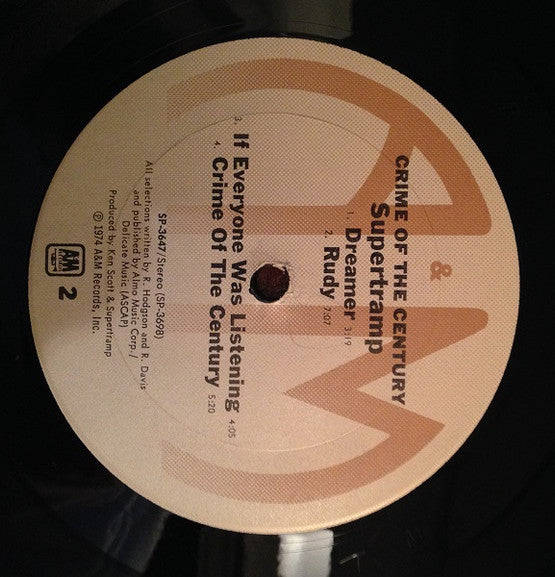 A&M
CRIME OF THE CENTURY
Supertramp
1. Dreamer 3:19
2. Rudy 7:07
3. If Everyone Was Listening 4:05
4. Crime Of The Century 5:20
SP-3647/Stereo (SP-3698)
All selections written by R. Hodgson and R. Davis
and published by Almo Music Corp./
Delicate Music (ASCAP)
Produced by Ken Scott & Supertramp
℗ 1974 A&M Records, Inc.
A&M 2